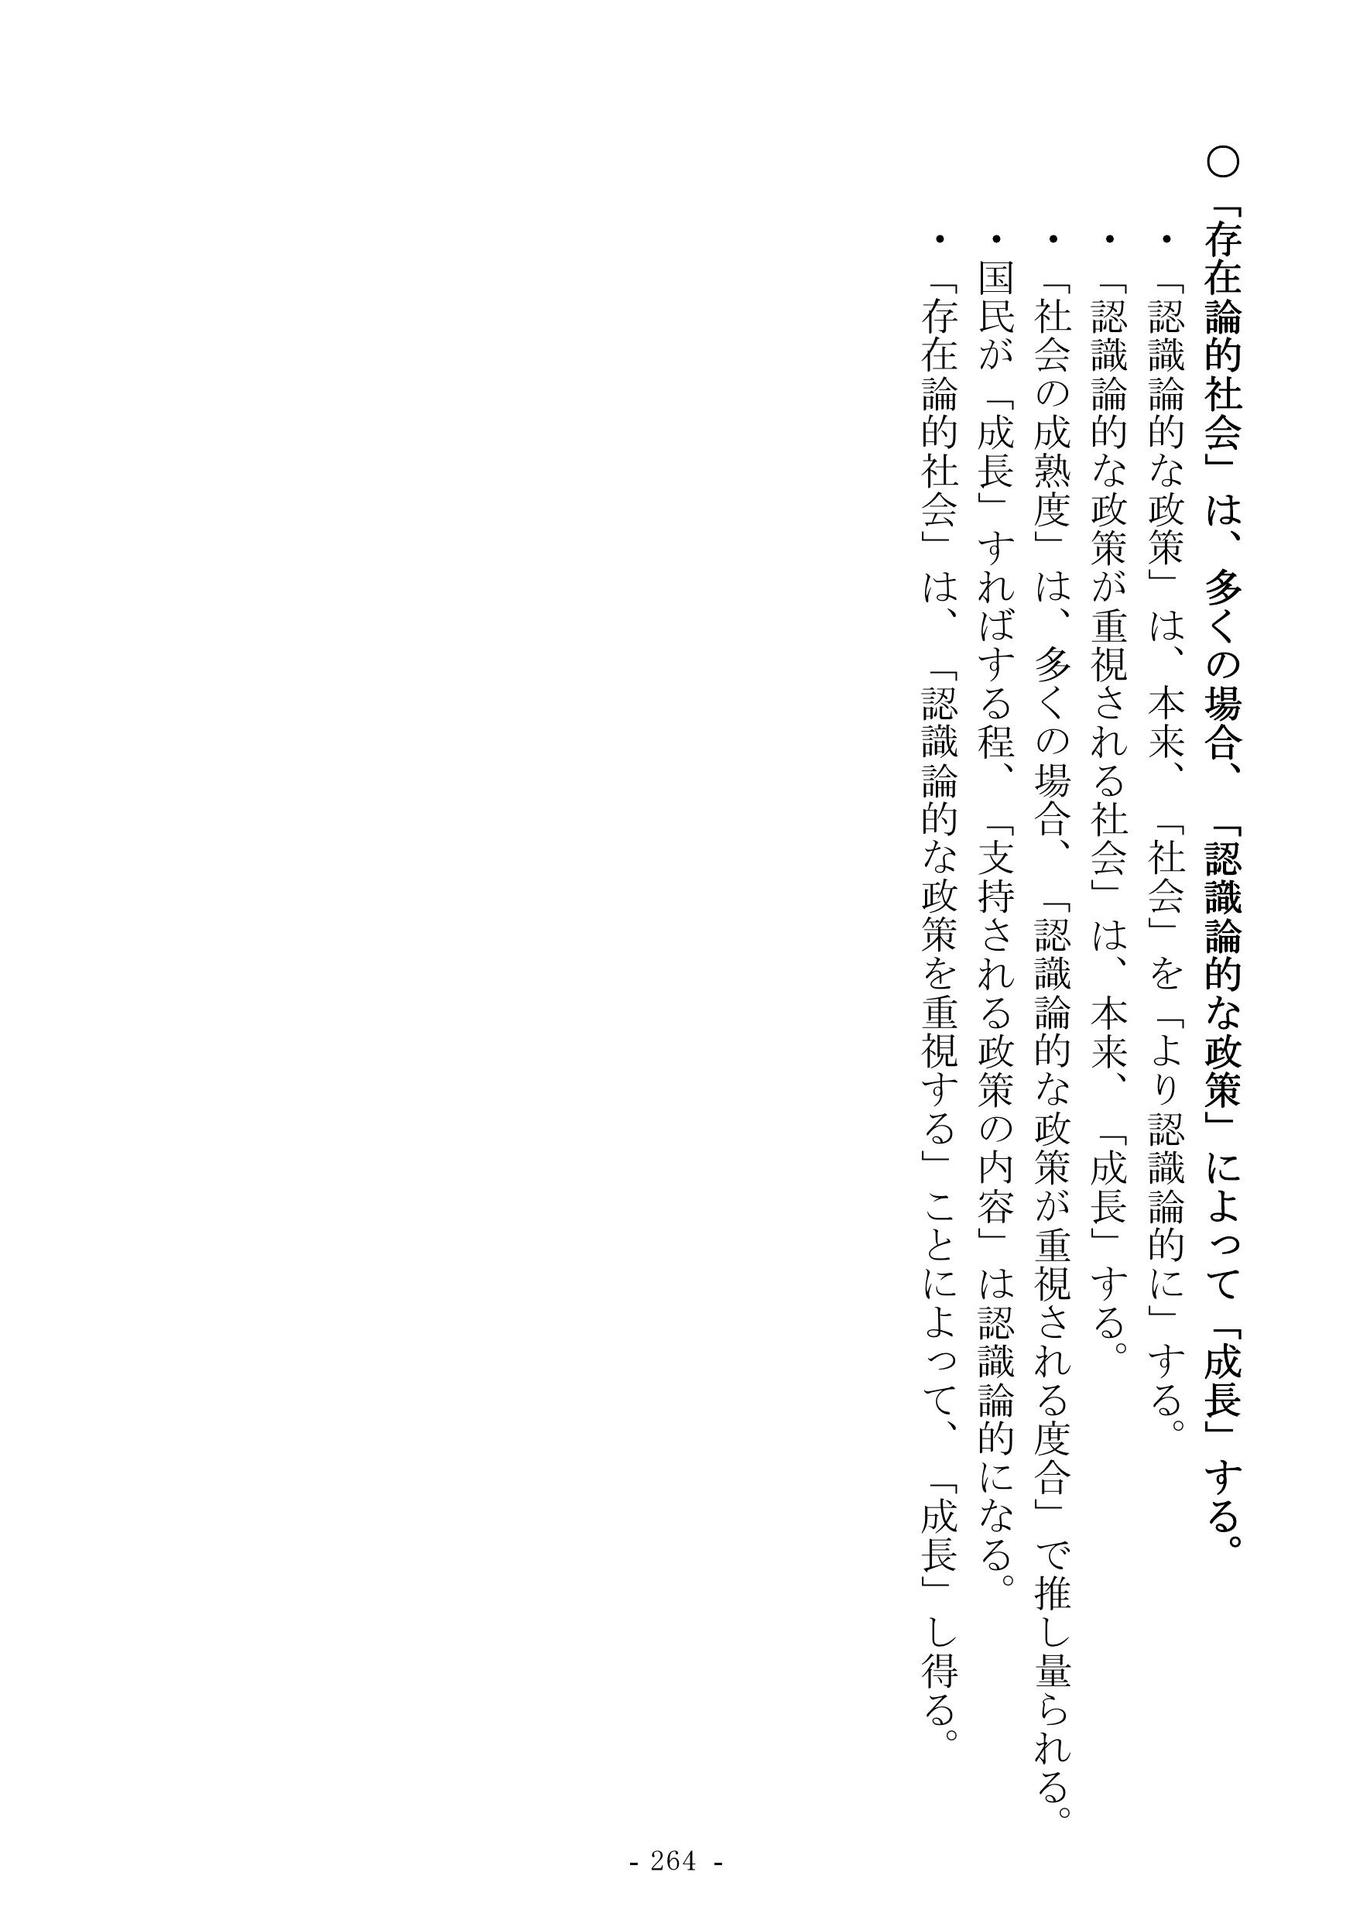 〇「存在論的社会」は、多くの場合、「認識論的な政策」によって「成長」する。
・「認識論的な政策」は、本来、「社会」を「より認識論的に」する。
・「認識論的な政策が重視される社会」は、本来、「成長」する。
・「社会の成熟度」は、多くの場合、「認識論的な政策が重視される度合」で推し量られる。
・国民が「成長」すればする程、「支持される政策の内容」は認識論的になる。
・「存在論的社会」は、「認識論的な政策を重視する」ことによって、「成長」し得る。
- 264 -